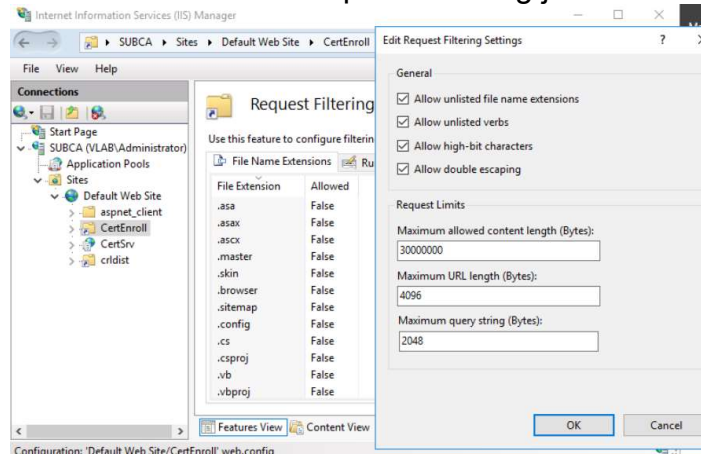 Internet Information Services (IIS) Manager
SUBCA Sites Default Web Site CertEnroll
File View Help
Connections
Start Page
SUBCA (VLAB\Administrator)
Application Pools
Sites
Default Web Site
aspnet_client
CertEnroll
CertSrv
crldist
Request Filtering
Use this feature to configure filterin
File Name Extensions Ru
File Extension Allowed
.asa False
.asax False
.ascx False
.master False
.skin False
.browser False
.sitemap False
.config False
.cs False
.csproj False
.vb False
.vbproj False
Features View Content View
Configuration: 'Default Web Site/CertEnroll' web.config
Edit Request Filtering Settings ? X
General
Allow unlisted file name extensions
Allow unlisted verbs
Allow high-bit characters
Allow double escaping
Request Limits
Maximum allowed content length (Bytes):
30000000
Maximum URL length (Bytes):
4096
Maximum query string (Bytes):
2048
OK Cancel